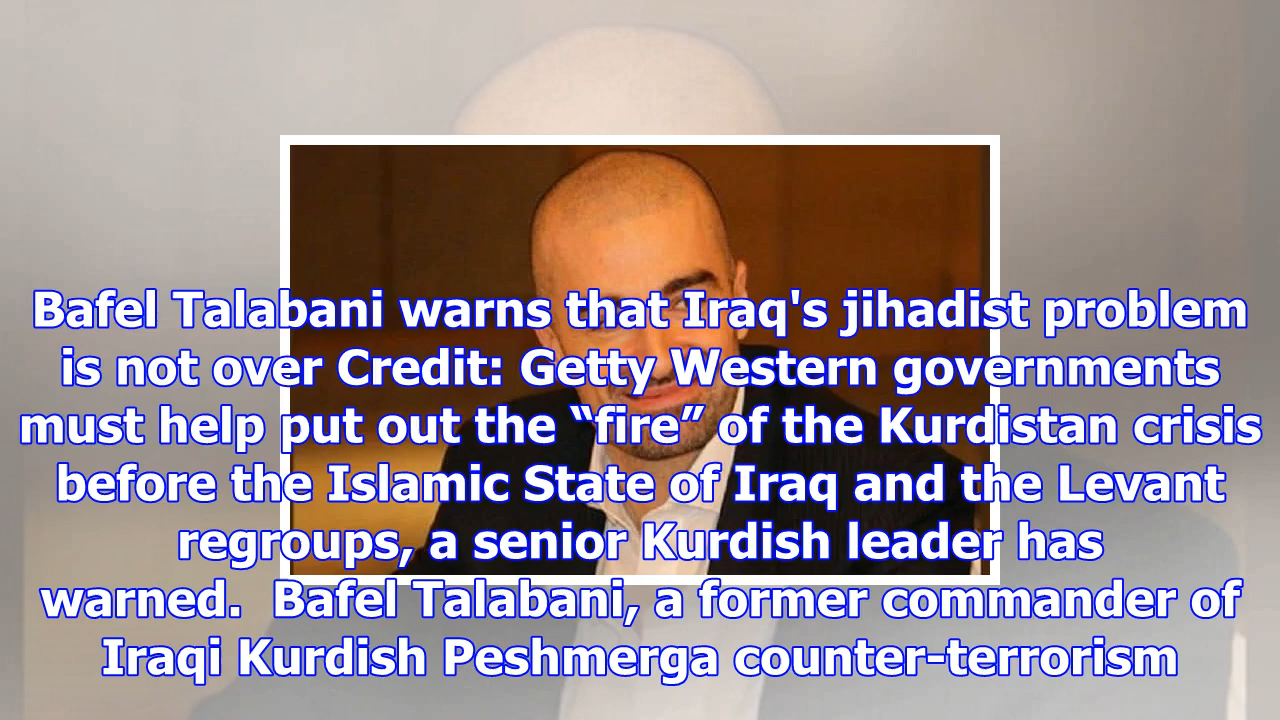 Bafel Talabani warns that Iraq's jihadist problem
is not over Credit: Getty Western governments
must help put out the “fire” of the Kurdistan crisis
before the Islamic State of Iraq and the Levant
regroups, a senior Kurdish leader has
warned.  Bafel Talabani, a former commander of
Iraqi Kurdish Peshmerga counter-terrorism